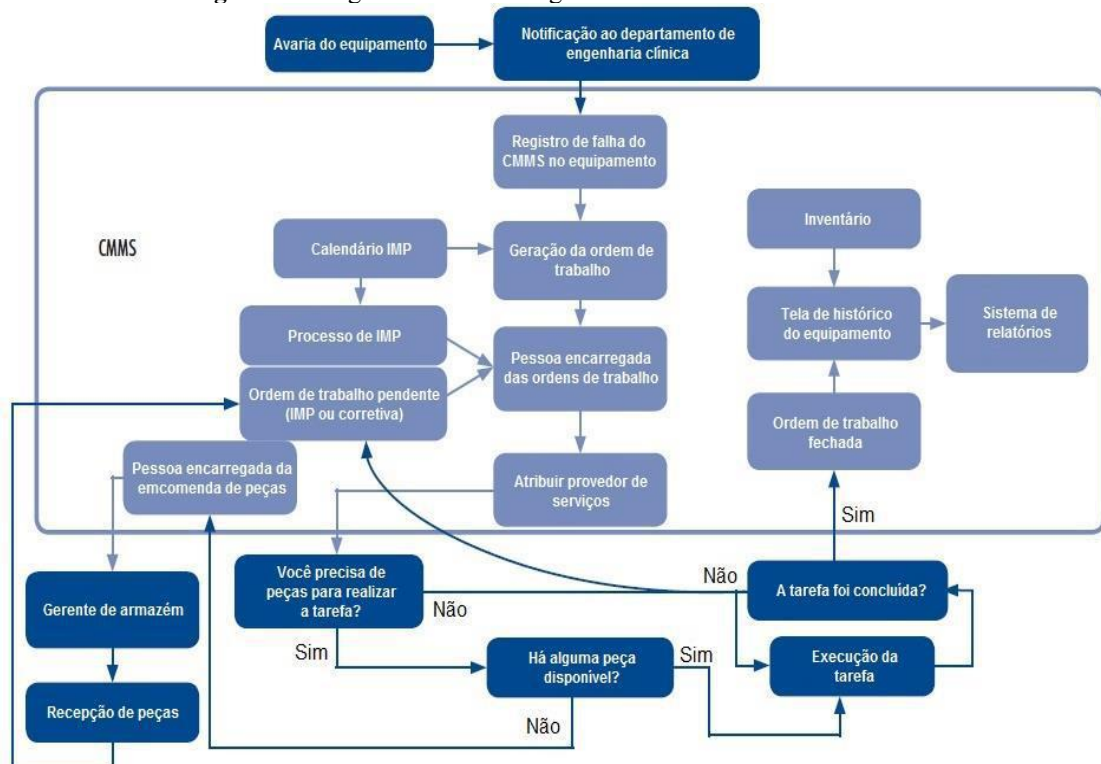 Avaria do equipamento
Notificação ao departamento de
engenharia clínica
Registro de falha do
CMMS no equipamento
Inventário
CMMS
Calendário IMP
Geração da ordem de
trabalho
Tela de histórico
do equipamento
Sistema de
relatórios
Processo de IMP
Pessoa encarregada
das ordens de trabalho
Ordem de trabalho pendente
(IMP ou corretiva)
Ordem de trabalho
fechada
Pessoa encarregada da
emcomenda de peças
Atribuir provedor de
serviços
Sim
Você precisa de
peças para realizar
a tarefa?
Não
Não
A tarefa foi concluída?
Gerente de armazém
Sim
Há alguma peça
disponível?
Sim
Execução da
tarefa
Recepção de peças
Não